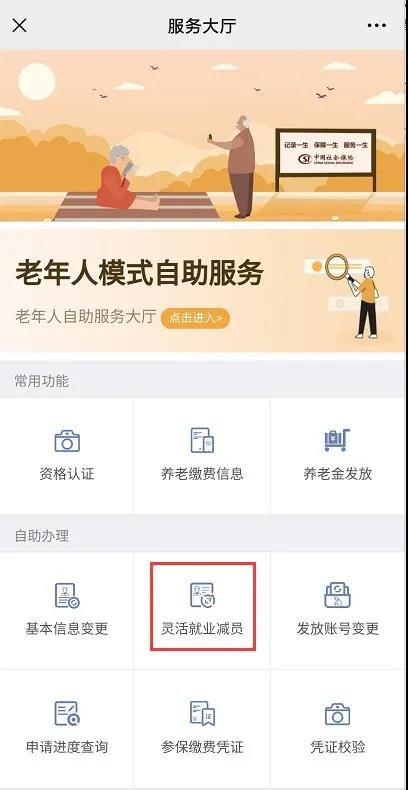 服务大厅
记录一生 保障一生 服务一生
中国社会保险
CHINA SOCIAL INSURANCE
老年人模式自助服务
老年人自助服务大厅 点击进入>
常用功能
资格认证 养老缴费信息 养老金发放
自助办理
基本信息变更 灵活就业减员 发放账号变更
申请进度查询 参保缴费凭证 凭证校验